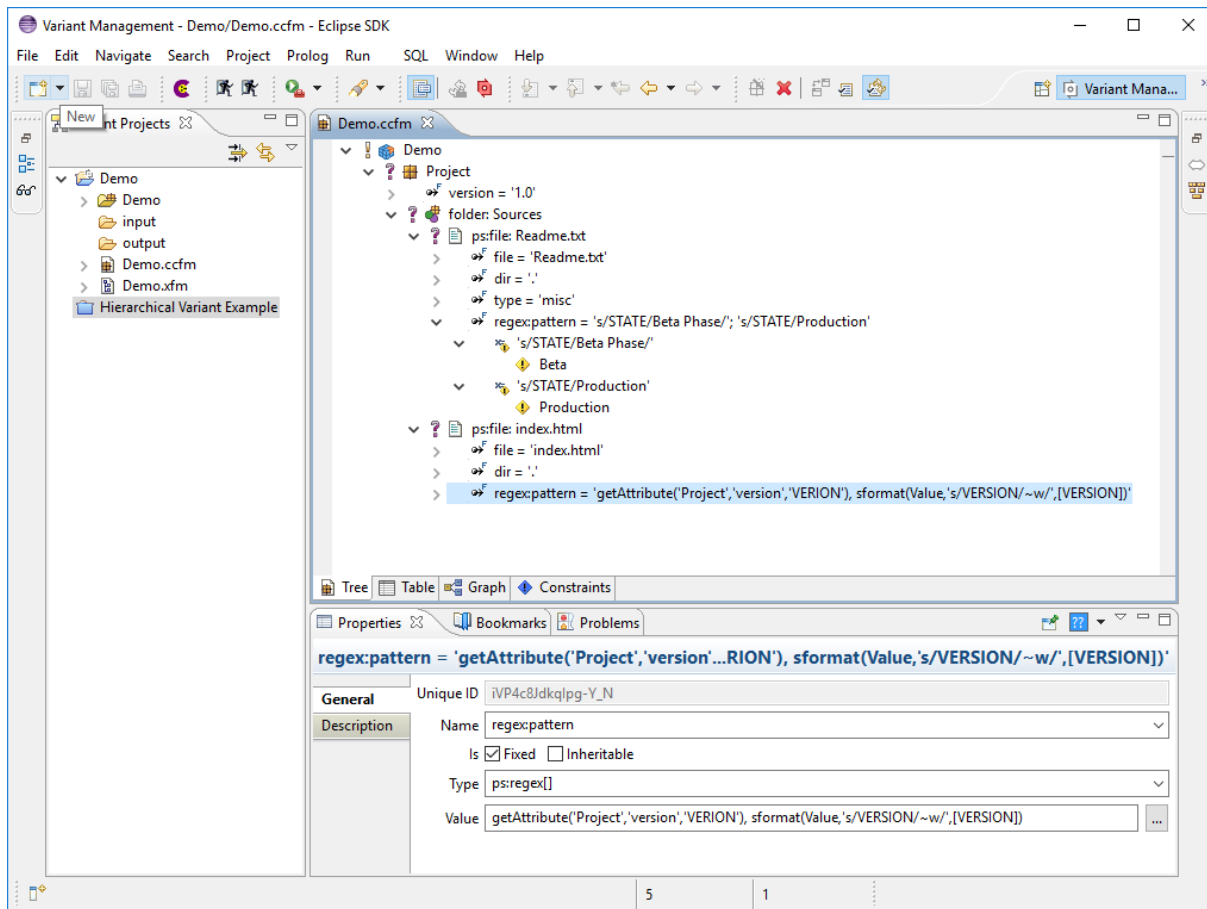 Variant Management - Demo/Demo.ccfm - Eclipse SDK
File Edit Navigate Search Project Prolog Run SQL Window Help
Variant Mana...
New
nt Projects
Demo
Demo
input
output
Demo.ccfm
Demo.xfm
Hierarchical Variant Example
Demo.ccfm
Demo
Project
version = '1.0'
folder: Sources
ps:file: Readme.txt
file = 'Readme.txt'
dir = '.'
type = 'misc'
regex:pattern = 's/STATE/Beta Phase/'; 's/STATE/Production'
's/STATE/Beta Phase/'
Beta
's/STATE/Production'
Production
ps:file: index.html
file = 'index.html'
dir = '.'
regex:pattern = 'getAttribute('Project','version','VERION'), sformat(Value,'s/VERSION/~w/',[VERSION])'
Tree Table Graph Constraints
Properties Bookmarks Problems
??
regex:pattern = 'getAttribute('Project','version'...RION'), sformat(Value,'s/VERSION/~w/',[VERSION])'
General
Description
Unique ID iVP4c8Jdkqlpg-Y_N
Name regex:pattern
Is Fixed Inheritable
Type ps:regex[]
Value getAttribute('Project','version','VERION'), sformat(Value,'s/VERSION/~w/',[VERSION]) ...
5 1